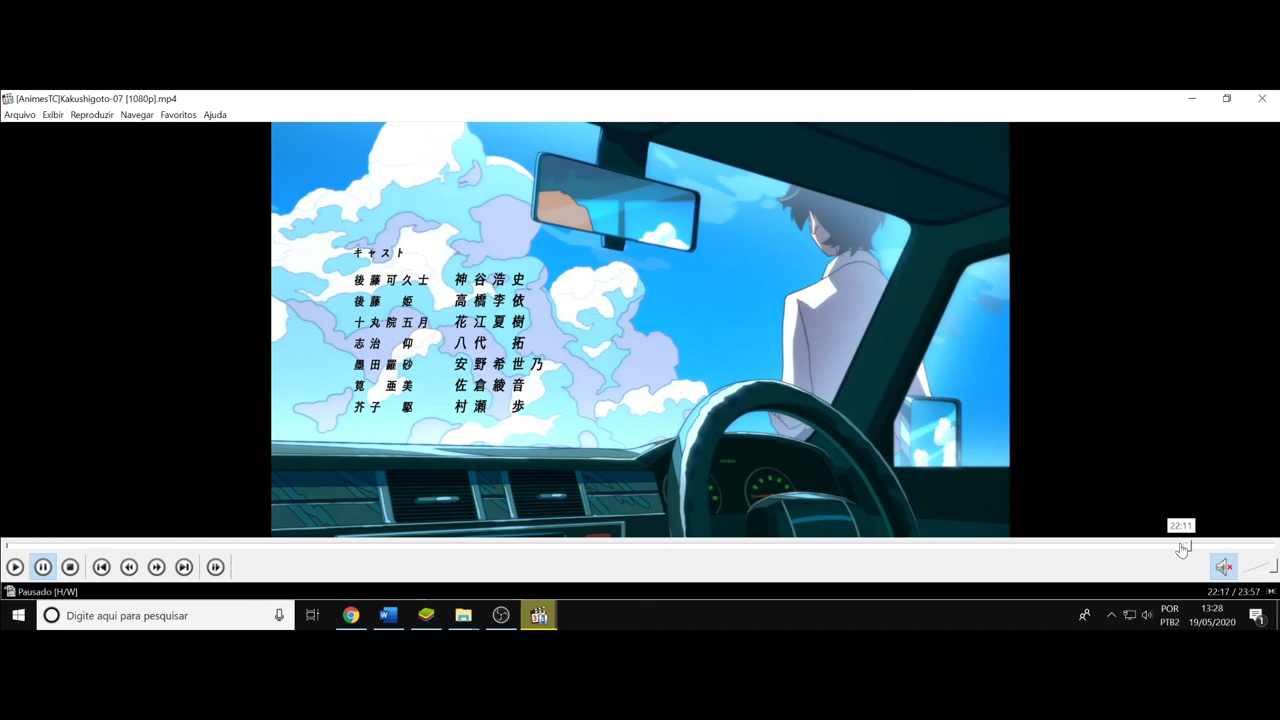 [AnimesTC]Kakushigoto-07 [1080p].mp4
Arquivo Exibir Reproduzir Navegar Favoritos Ajuda
キャスト
後藤可久士 神谷浩史
後藤 姫 高橋李依
十丸院五月 花江夏樹
志治 仰 八代 拓
墨田羅砂 安野希世乃
筧 亜美 佐倉綾音
芥子 駆 村瀬 歩
22:11
Pausado [H/W]
22:17 / 23:57
Digite aqui para pesquisar
POR
PTB2
13:28
19/05/2020
1